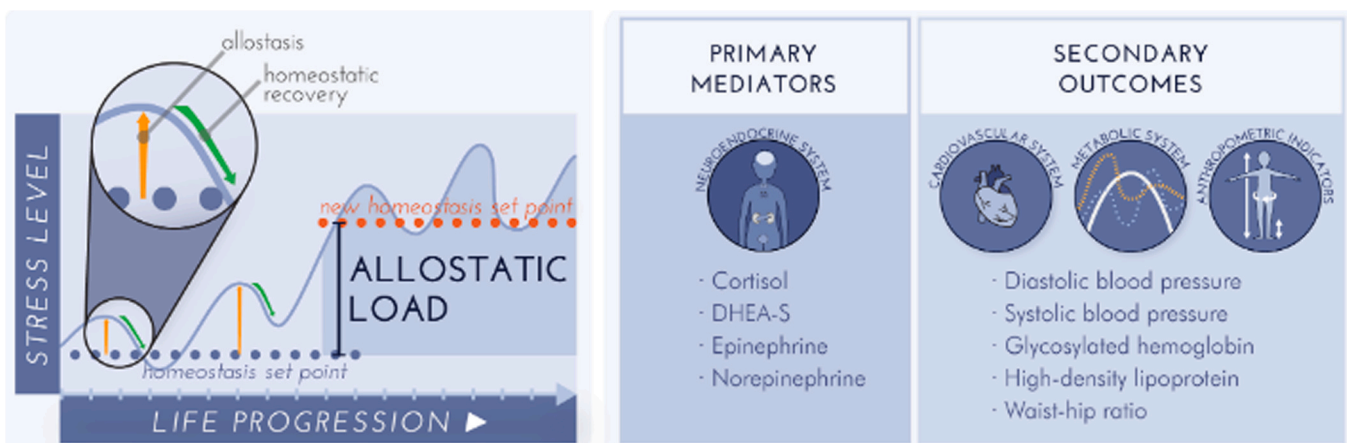 allostasis
homeostatic
recovery
STRESS LEVEL
new homeostasis set point
ALLOSTATIC
LOAD
homeostasis set point
LIFE PROGRESSION ▶
PRIMARY
MEDIATORS
NEUROENDOCRINE SYSTEM
· Cortisol
· DHEA-S
· Epinephrine
· Norepinephrine
SECONDARY
OUTCOMES
CARDIOVASCULAR SYSTEM
METABOLIC SYSTEM
ANTHROPOMETRIC INDICATORS
· Diastolic blood pressure
· Systolic blood pressure
· Glycosylated hemoglobin
· High-density lipoprotein
· Waist-hip ratio